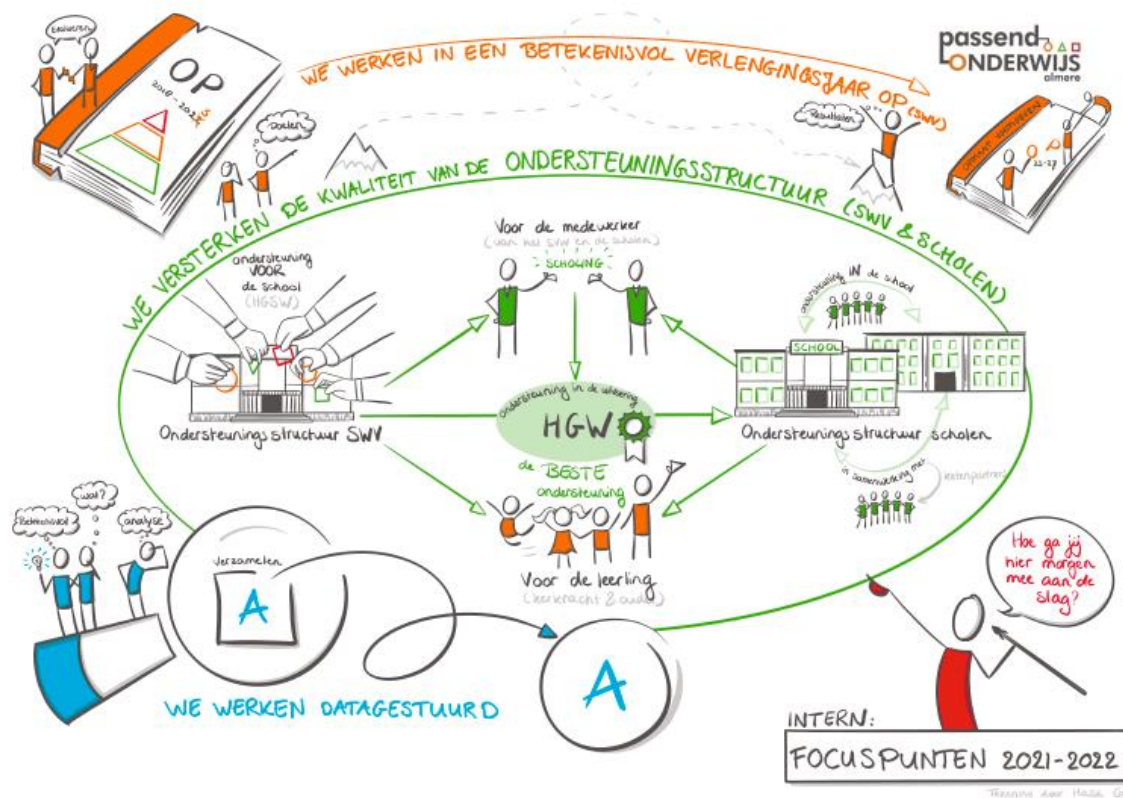 Evalueren
OP
2018-2022
WE WERKEN IN EEN BETEKENISVOL VERLENGINGSJAAR OP (SWV)
passend
ONDERWIJS
almere
Doelen
Resultaten
OP
22-27
WE VERSTERKEN DE KWALITEIT VAN DE ONDERSTEUNINGSSTRUCTUUR (SWV & SCHOLEN)
ondersteuning
VOOR
de school
(HGSW)
Voor de medewerker
(van het SWV en de scholen)
SCHOLING
ondersteuning IN de school
SCHOOL
Ondersteuningsstructuur SWV
ondersteuning in de uitvoering
HGW
de BESTE
ondersteuning
Ondersteuningsstructuur scholen
in samenwerking met
ketenpartners
Voor de leerling
(leerkracht & ouder)
Betekenisvol
wat?
analyse
verzamelen
A
A
WE WERKEN DATAGESTUURD
Hoe ga jij
hier morgen
mee aan de
slag?
INTERN:
FOCUSPUNTEN 2021-2022